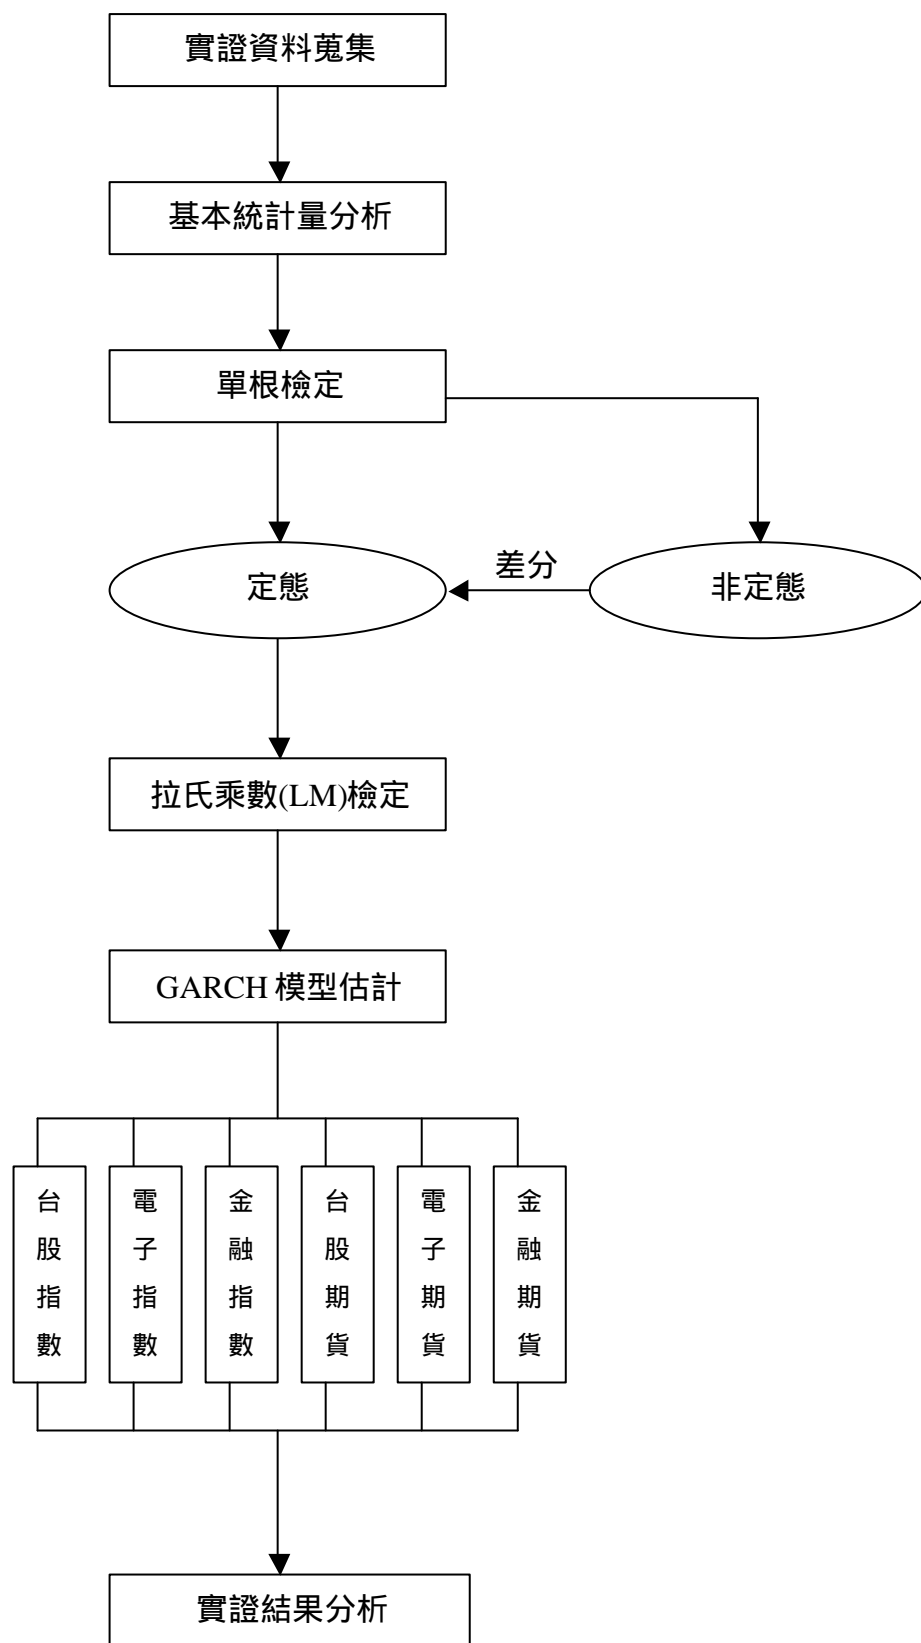 實證資料蒐集
基本統計量分析
單根檢定
差分
定態
非定態
拉氏乘數(LM)檢定
GARCH 模型估計
台股指數
電子指數
金融指數
台股期貨
電子期貨
金融期貨
實證結果分析